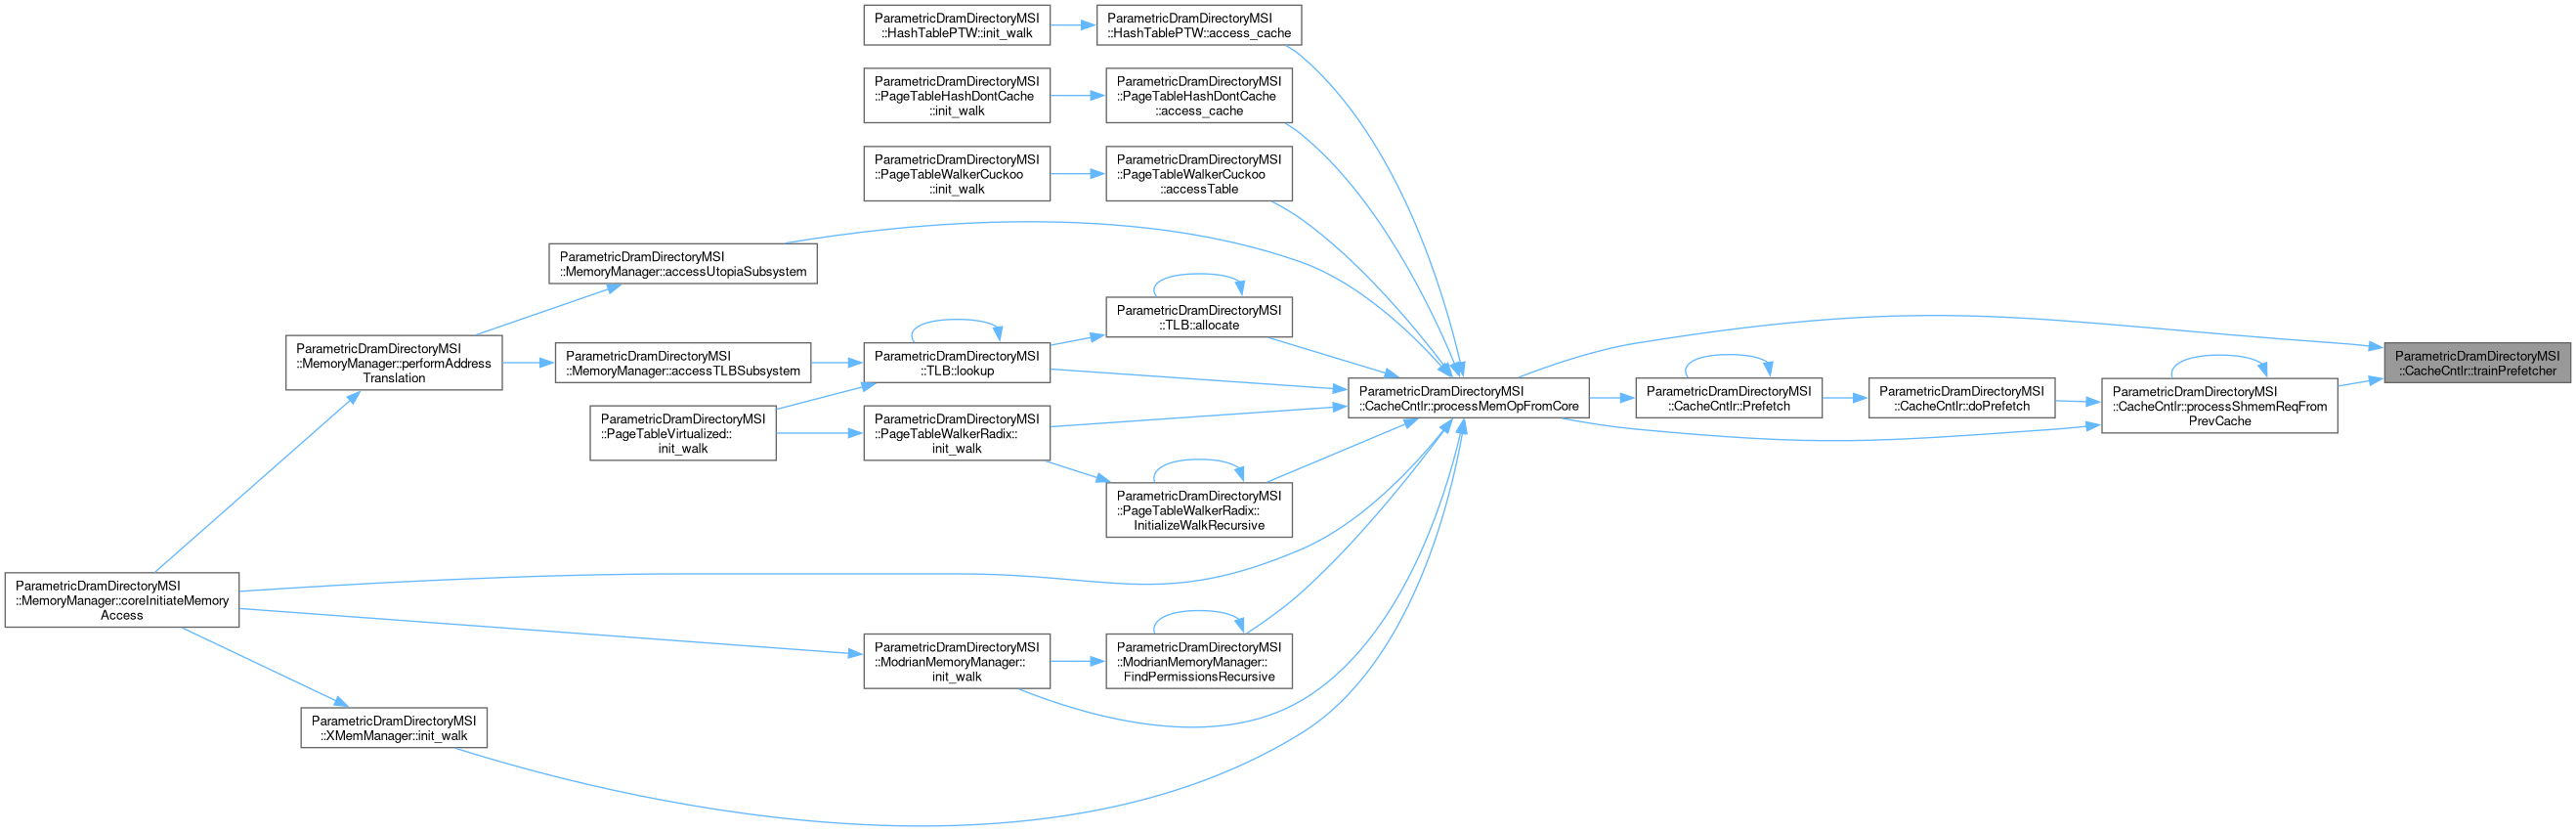 ParametricDramDirectoryMSI
::HashTablePTW::init_walk
ParametricDramDirectoryMSI
::HashTablePTW::access_cache
ParametricDramDirectoryMSI
::PageTableHashDontCache
::init_walk
ParametricDramDirectoryMSI
::PageTableHashDontCache
::access_cache
ParametricDramDirectoryMSI
::PageTableWalkerCuckoo
::init_walk
ParametricDramDirectoryMSI
::PageTableWalkerCuckoo
::accessTable
ParametricDramDirectoryMSI
::MemoryManager::accessUtopiaSubsystem
ParametricDramDirectoryMSI
::TLB::allocate
ParametricDramDirectoryMSI
::MemoryManager::performAddress
Translation
ParametricDramDirectoryMSI
::MemoryManager::accessTLBSubsystem
ParametricDramDirectoryMSI
::TLB::lookup
ParametricDramDirectoryMSI
::CacheCntlr::trainPrefetcher
ParametricDramDirectoryMSI
::CacheCntlr::processMemOpFromCore
ParametricDramDirectoryMSI
::CacheCntlr::Prefetch
ParametricDramDirectoryMSI
::CacheCntlr::doPrefetch
ParametricDramDirectoryMSI
::CacheCntlr::processShmemReqFrom
PrevCache
ParametricDramDirectoryMSI
::PageTableVirtualized::
init_walk
ParametricDramDirectoryMSI
::PageTableWalkerRadix::
init_walk
ParametricDramDirectoryMSI
::PageTableWalkerRadix::
InitializeWalkRecursive
ParametricDramDirectoryMSI
::MemoryManager::coreInitiateMemory
Access
ParametricDramDirectoryMSI
::ModrianMemoryManager::
init_walk
ParametricDramDirectoryMSI
::ModrianMemoryManager::
FindPermissionsRecursive
ParametricDramDirectoryMSI
::XMemManager::init_walk